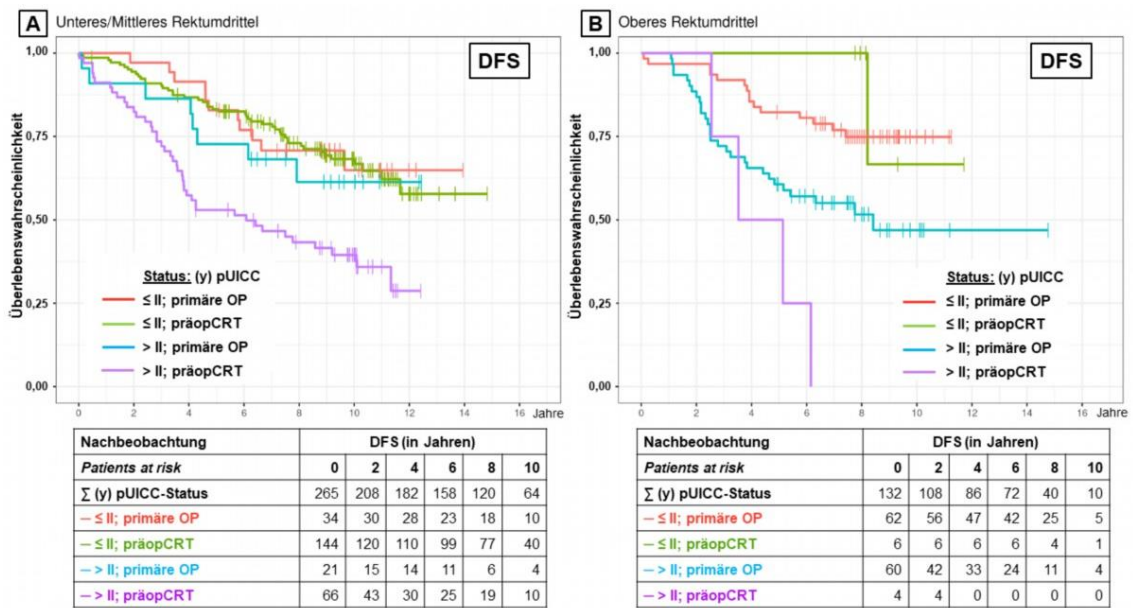 A Unteres/Mittleres Rektumdrittel
DFS
Überlebenswahrscheinlichkeit
1,00
0,75
0,50
0,25
0,00
Status: (y) pUICC
≤ II; primäre OP
≤ II; präopCRT
> II; primäre OP
> II; präopCRT
0 2 4 6 8 10 12 14 16 Jahre
Nachbeobachtung DFS (in Jahren)
Patients at risk 0 2 4 6 8 10
∑ (y) pUICC-Status 265 208 182 158 120 64
— ≤ II; primäre OP 34 30 28 23 18 10
— ≤ II; präopCRT 144 120 110 99 77 40
— > II; primäre OP 21 15 14 11 6 4
— > II; präopCRT 66 43 30 25 19 10
B Oberes Rektumdrittel
DFS
Überlebenswahrscheinlichkeit
1,00
0,75
0,50
0,25
0,00
Status: (y) pUICC
≤ II; primäre OP
≤ II; präopCRT
> II; primäre OP
> II; präopCRT
0 2 4 6 8 10 12 14 16 Jahre
Nachbeobachtung DFS (in Jahren)
Patients at risk 0 2 4 6 8 10
∑ (y) pUICC-Status 132 108 86 72 40 10
— ≤ II; primäre OP 62 56 47 42 25 5
— ≤ II; präopCRT 6 6 6 6 4 1
— > II; primäre OP 60 42 33 24 11 4
— > II; präopCRT 4 4 0 0 0 0